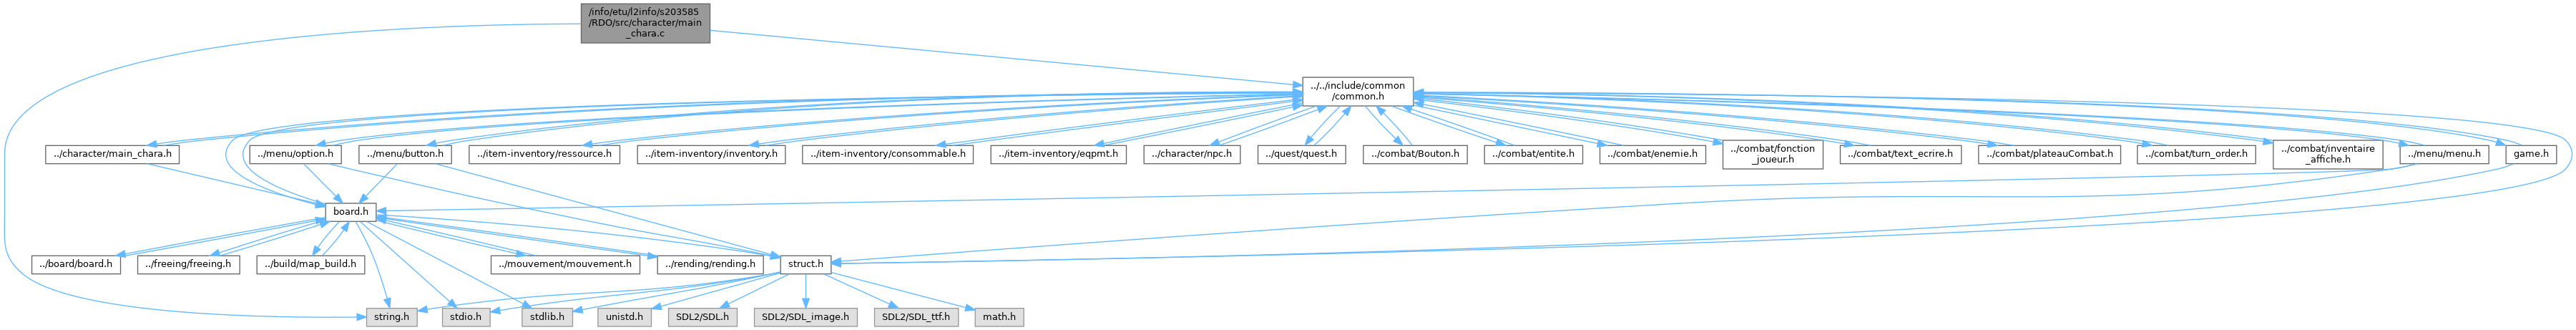 /info/etu/l2info/s203585
/RDO/src/character/main
_chara.c
../../include/common
/common.h
../character/main_chara.h
../menu/option.h
../menu/button.h
../item-inventory/ressource.h
../item-inventory/inventory.h
../item-inventory/consommable.h
../item-inventory/eqpmt.h
../character/npc.h
../quest/quest.h
../combat/Bouton.h
../combat/entite.h
../combat/enemie.h
../combat/fonction
_joueur.h
../combat/text_ecrire.h
../combat/plateauCombat.h
../combat/turn_order.h
../combat/inventaire
_affiche.h
../menu/menu.h
game.h
board.h
../board/board.h
../freeing/freeing.h
../build/map_build.h
../mouvement/mouvement.h
../rending/rending.h
struct.h
string.h
stdio.h
stdlib.h
unistd.h
SDL2/SDL.h
SDL2/SDL_image.h
SDL2/SDL_ttf.h
math.h